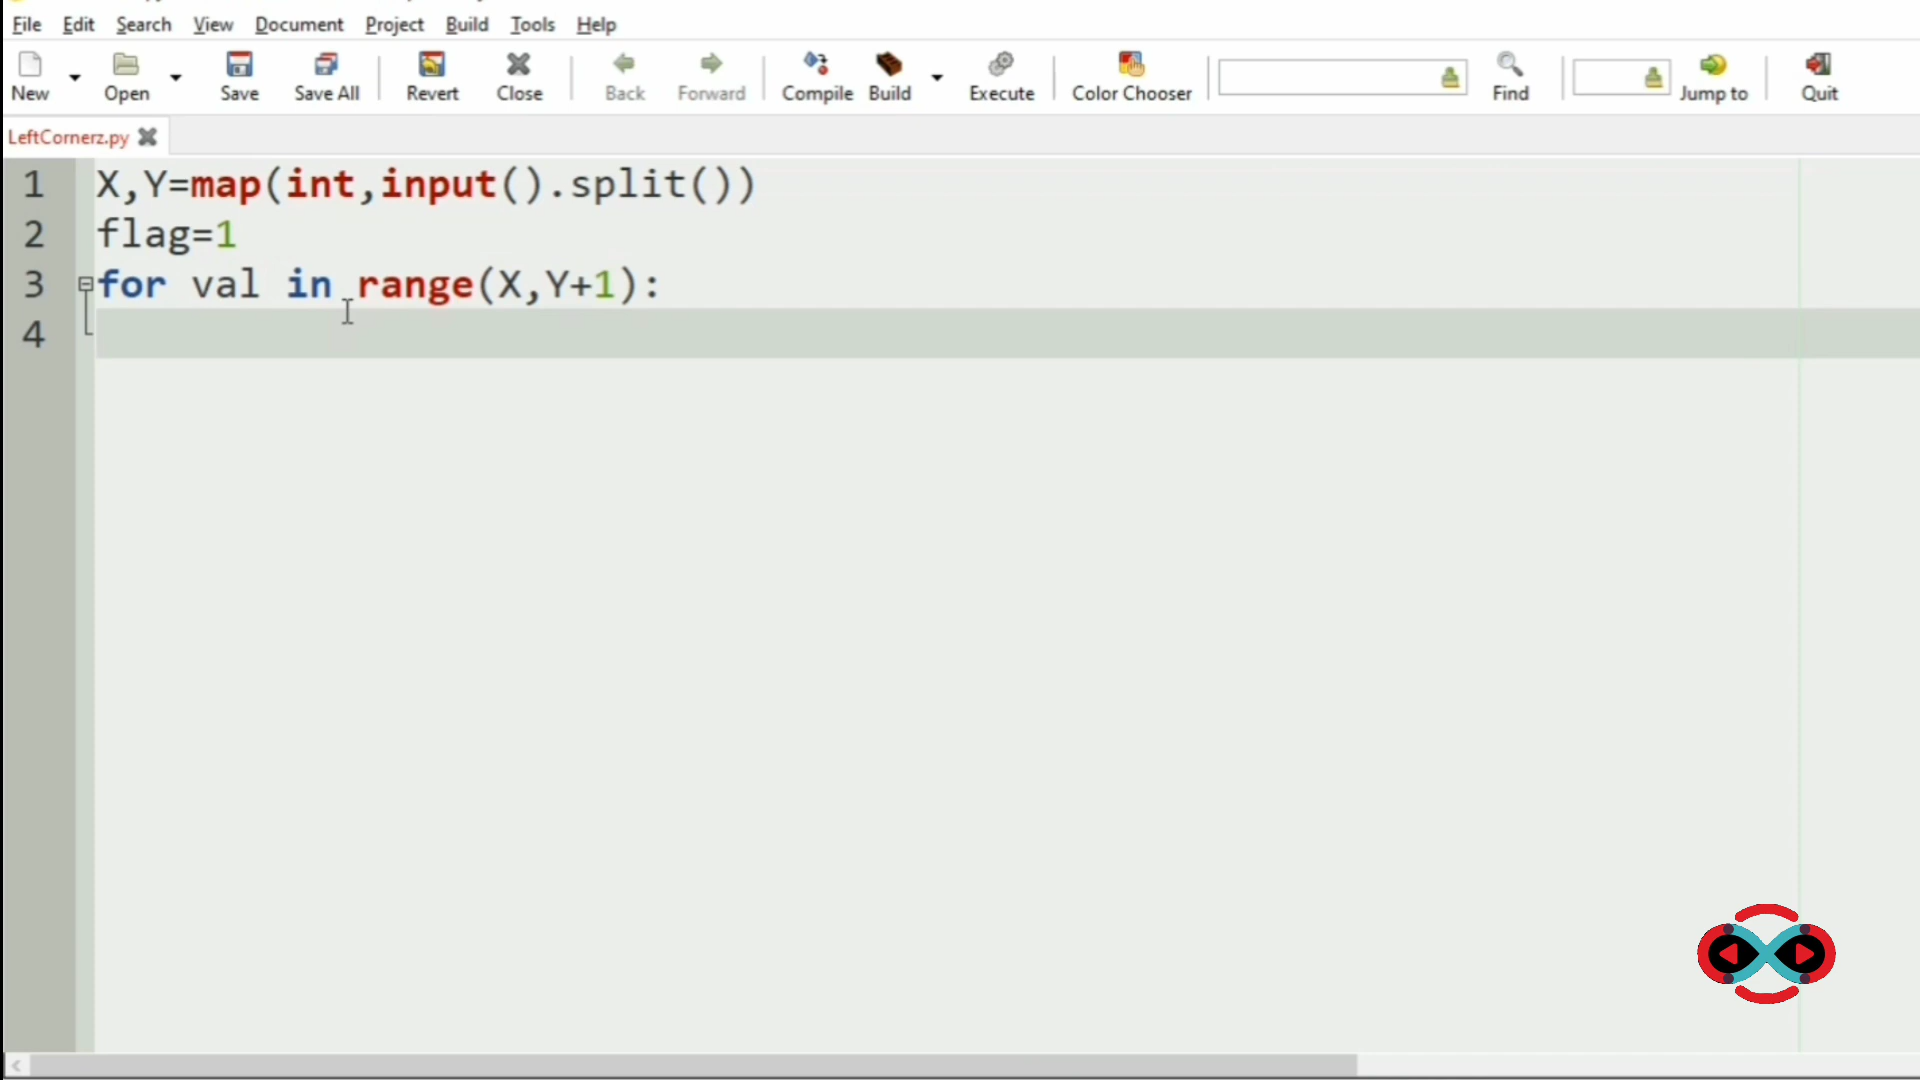 File Edit Search View Document Project Build Tools Help
New Open Save Save All Revert Close Back Forward Compile Build Execute Color Chooser Find Jump to Quit
LeftCornerz.py
1 X,Y=map(int,input().split())
2 flag=1
3 for val in range(X,Y+1):
4